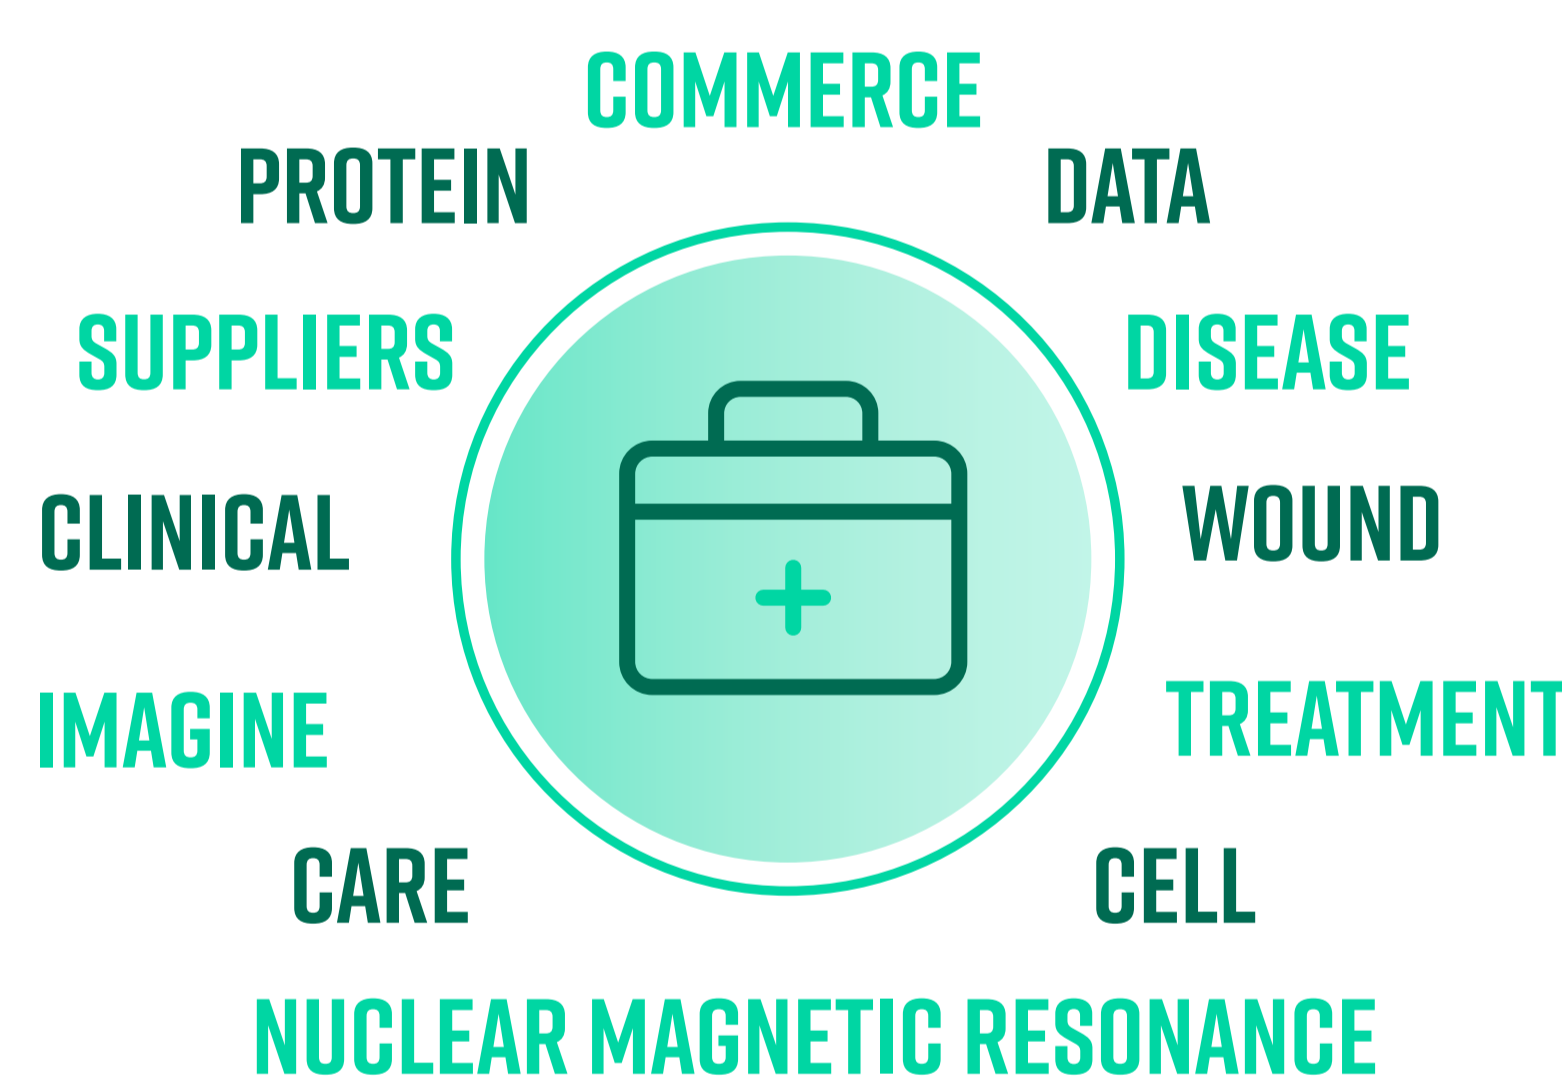 COMMERCE
PROTEIN
DATA
SUPPLIERS
DISEASE
CLINICAL
WOUND
IMAGINE
TREATMENT
CARE
CELL
NUCLEAR MAGNETIC RESONANCE